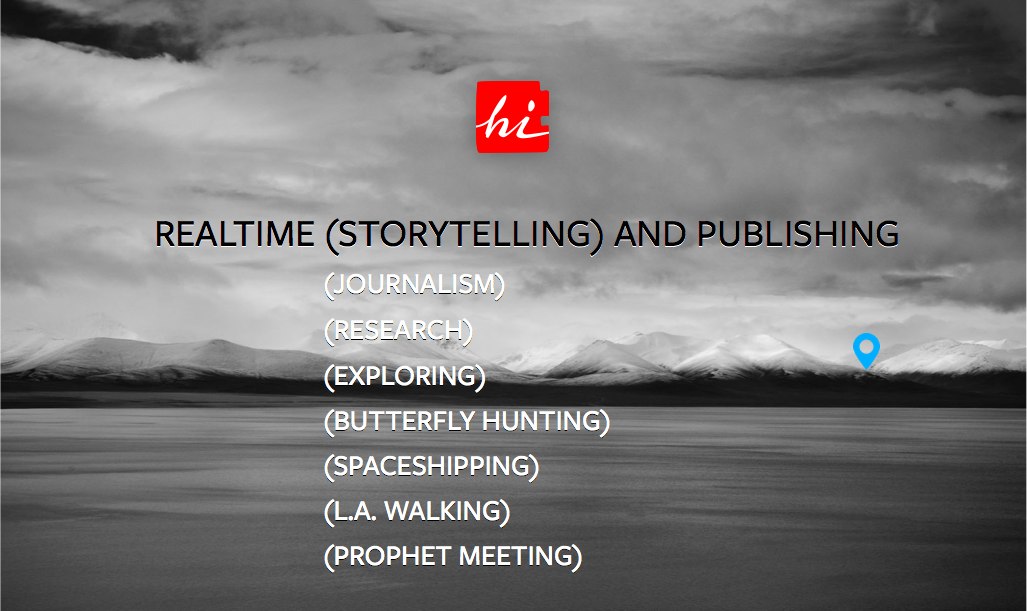 hi
REALTIME (STORYTELLING) AND PUBLISHING
(JOURNALISM)
(RESEARCH)
(EXPLORING)
(BUTTERFLY HUNTING)
(SPACESHIPPING)
(L.A. WALKING)
(PROPHET MEETING)